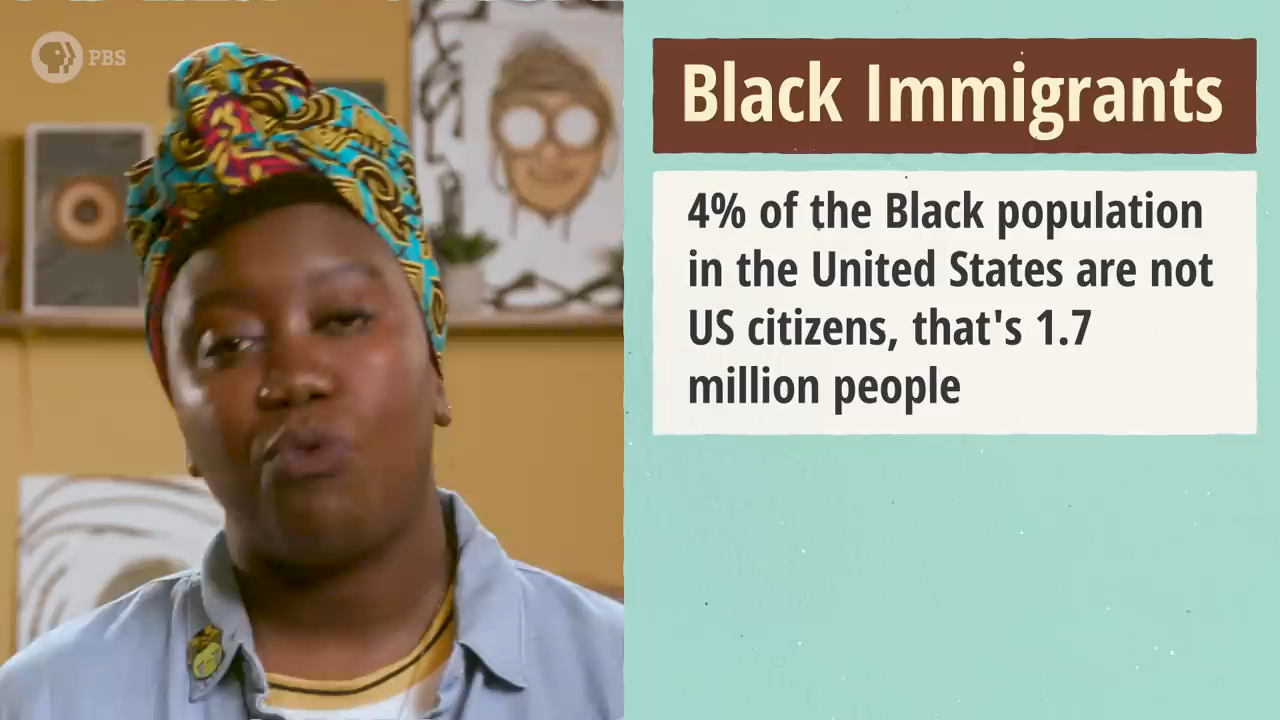 PBS
Black Immigrants
4% of the Black population
in the United States are not
US citizens, that's 1.7
million people